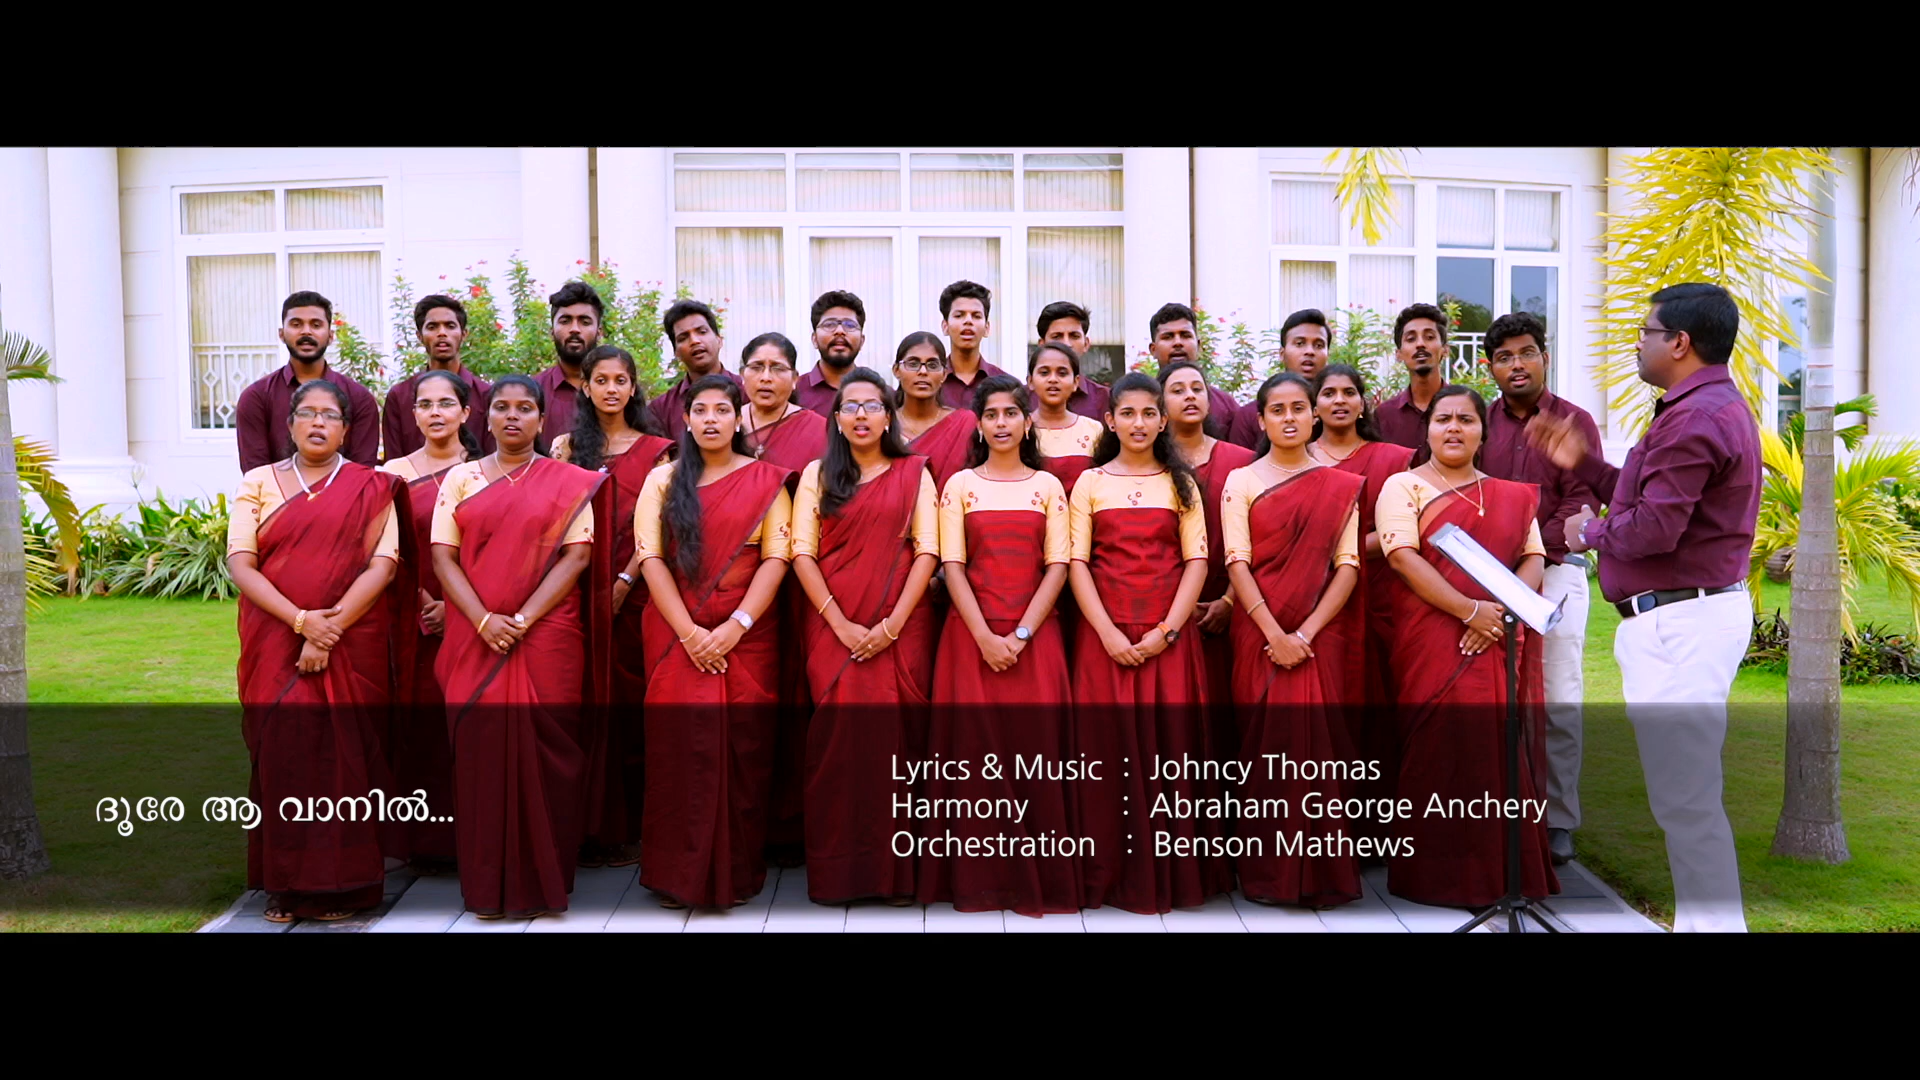 ദൂരേ ആ വാനിൽ...
Lyrics & Music : Johncy Thomas
Harmony : Abraham George Anchery
Orchestration : Benson Mathews